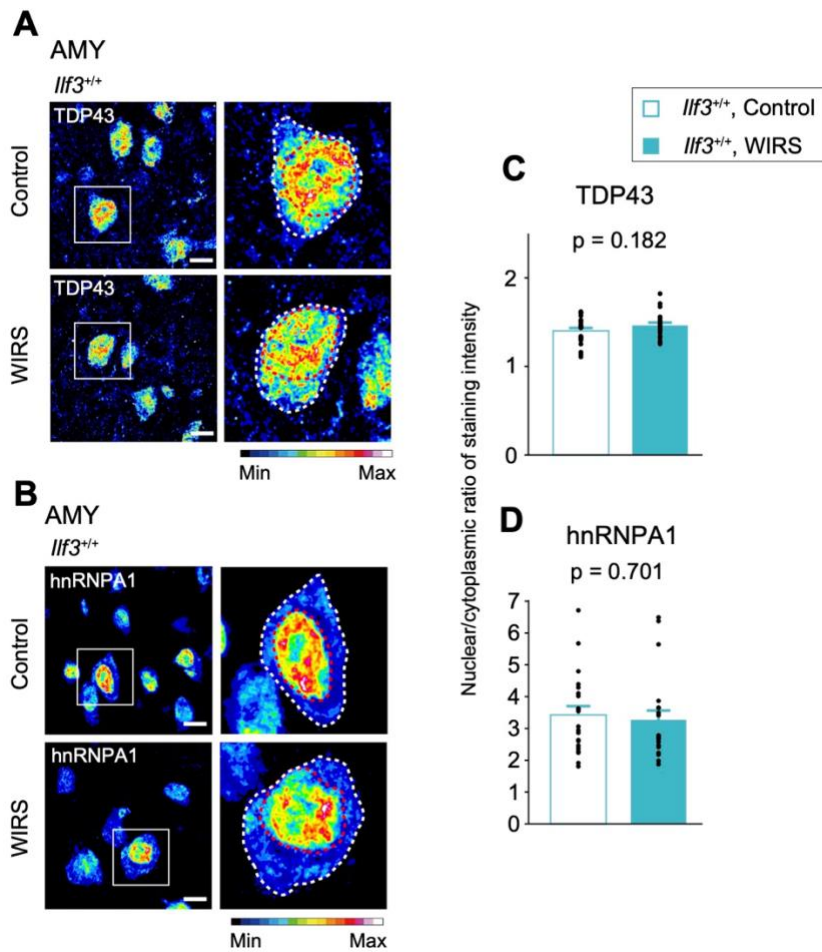 A
AMY
Ilf3+/+
TDP43
Control
TDP43
WIRS
Min Max
B
AMY
Ilf3+/+
hnRNPA1
Control
hnRNPA1
WIRS
Min Max
Ilf3+/+, Control
Ilf3+/+, WIRS
C
TDP43
p = 0.182
2
1
0
Nuclear/cytoplasmic ratio of staining intensity
D
hnRNPA1
p = 0.701
7
6
5
4
3
2
1
0